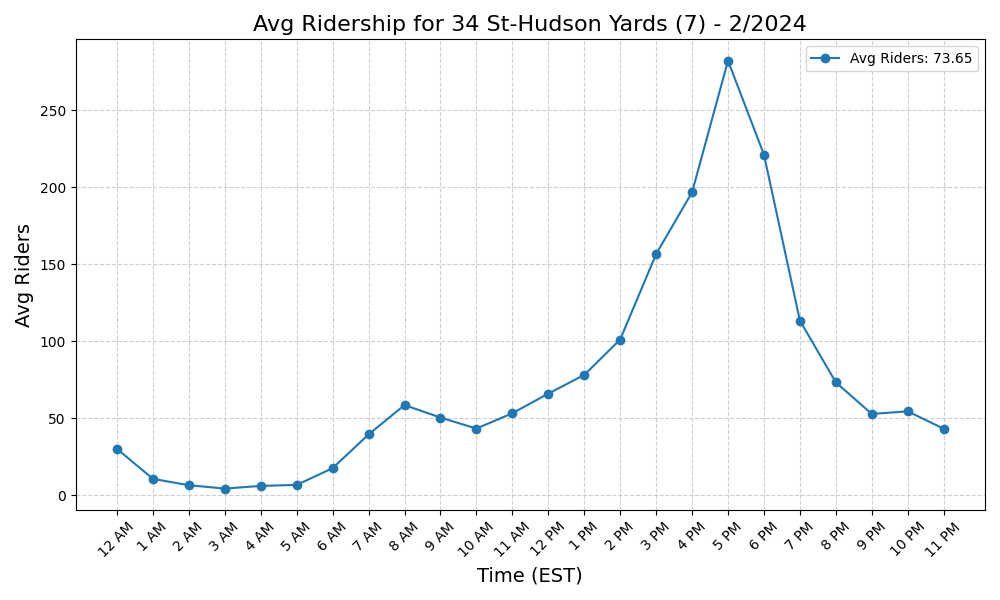 Avg Ridership for 34 St-Hudson Yards (7) - 2/2024
Avg Riders: 73.65
Avg Riders
250
200
150
100
50
0
12 AM
1 AM
2 AM
3 AM
4 AM
5 AM
6 AM
7 AM
8 AM
9 AM
10 AM
11 AM
12 PM
1 PM
2 PM
3 PM
4 PM
5 PM
6 PM
7 PM
8 PM
9 PM
10 PM
11 PM
Time (EST)